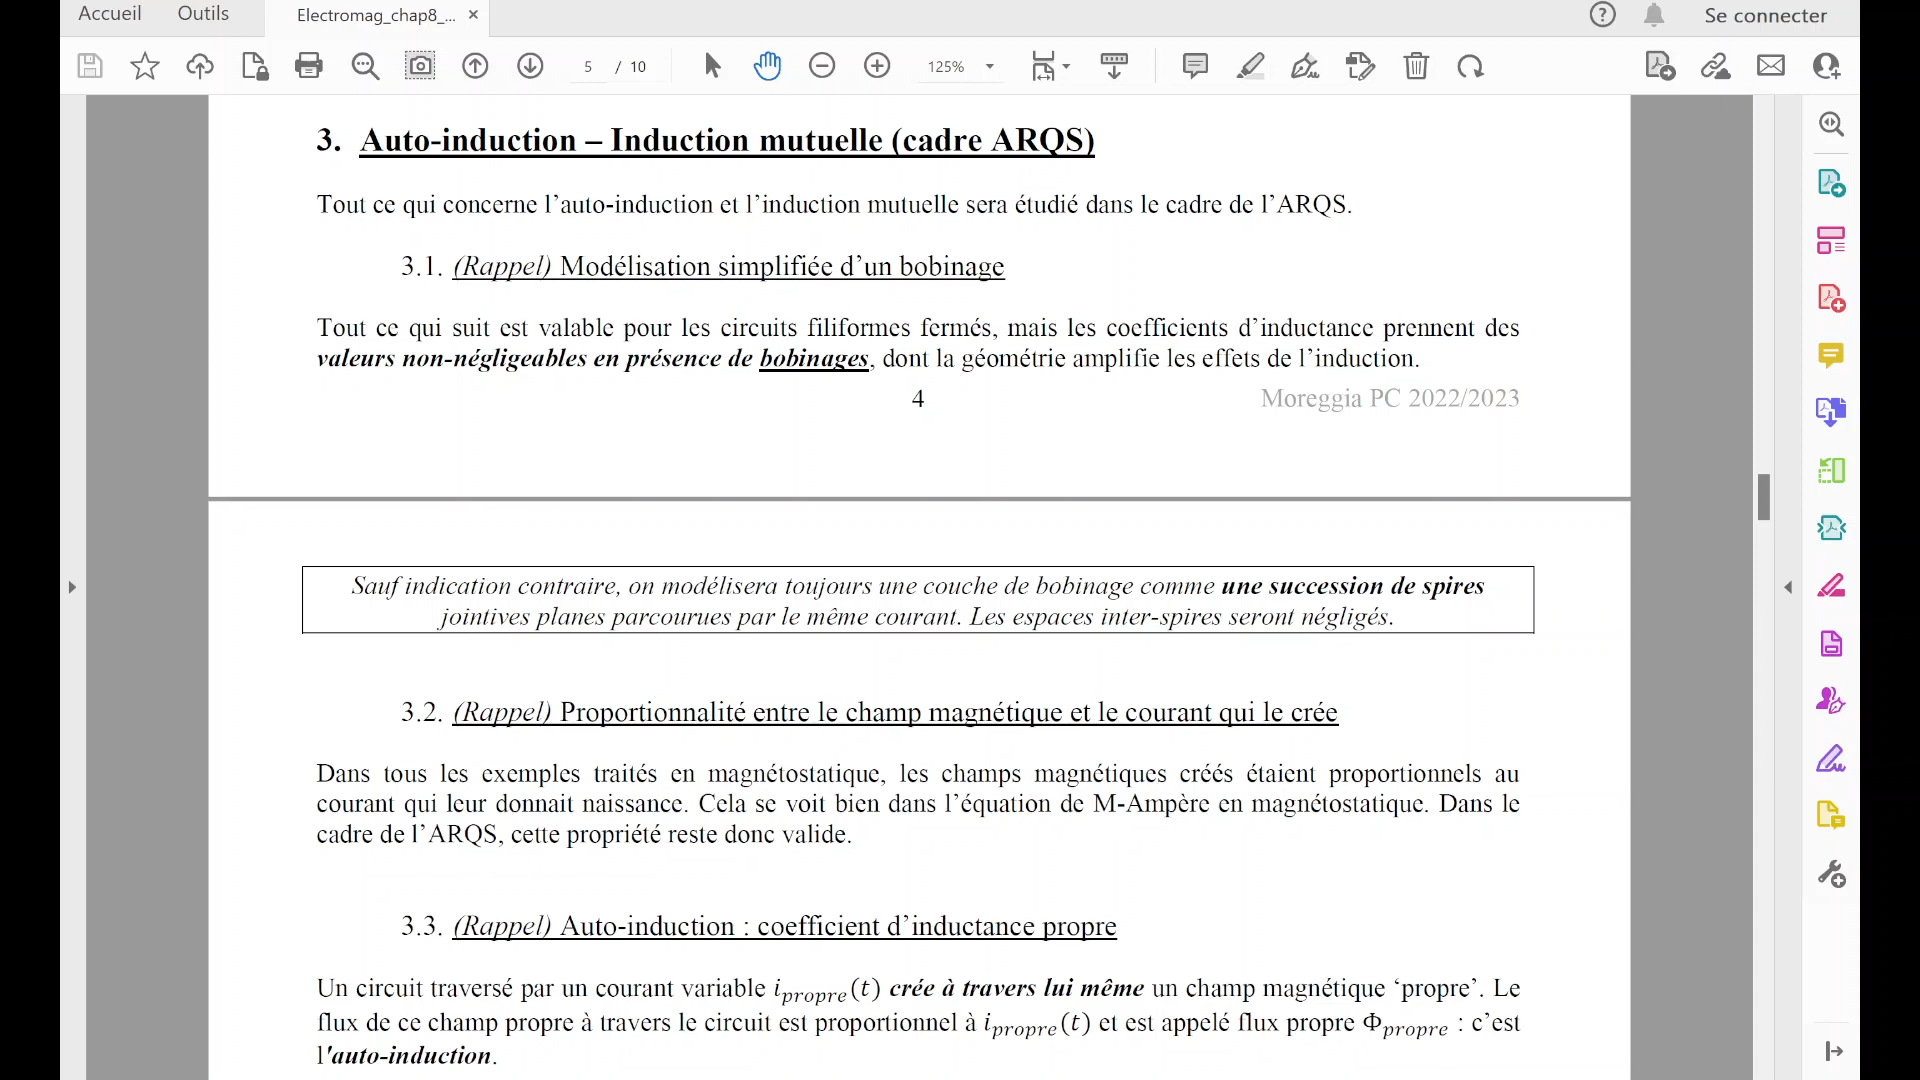 Accueil Outils Electromag_chap8_... × Se connecter
5 / 10 125%
3. Auto-induction – Induction mutuelle (cadre ARQS)
Tout ce qui concerne l’auto-induction et l’induction mutuelle sera étudié dans le cadre de l’ARQS.
3.1. (Rappel) Modélisation simplifiée d’un bobinage
Tout ce qui suit est valable pour les circuits filiformes fermés, mais les coefficients d’inductance prennent des
valeurs non-négligeables en présence de bobinages, dont la géométrie amplifie les effets de l’induction.
4 Moreggia PC 2022/2023
Sauf indication contraire, on modélisera toujours une couche de bobinage comme une succession de spires
jointives planes parcourues par le même courant. Les espaces inter-spires seront négligés.
3.2. (Rappel) Proportionnalité entre le champ magnétique et le courant qui le crée
Dans tous les exemples traités en magnétostatique, les champs magnétiques créés étaient proportionnels au
courant qui leur donnait naissance. Cela se voit bien dans l’équation de M-Ampère en magnétostatique. Dans le
cadre de l’ARQS, cette propriété reste donc valide.
3.3. (Rappel) Auto-induction : coefficient d’inductance propre
Un circuit traversé par un courant variable i_propre(t) crée à travers lui même un champ magnétique ‘propre’. Le
flux de ce champ propre à travers le circuit est proportionnel à i_propre(t) et est appelé flux propre Φ_propre : c’est
l'auto-induction.